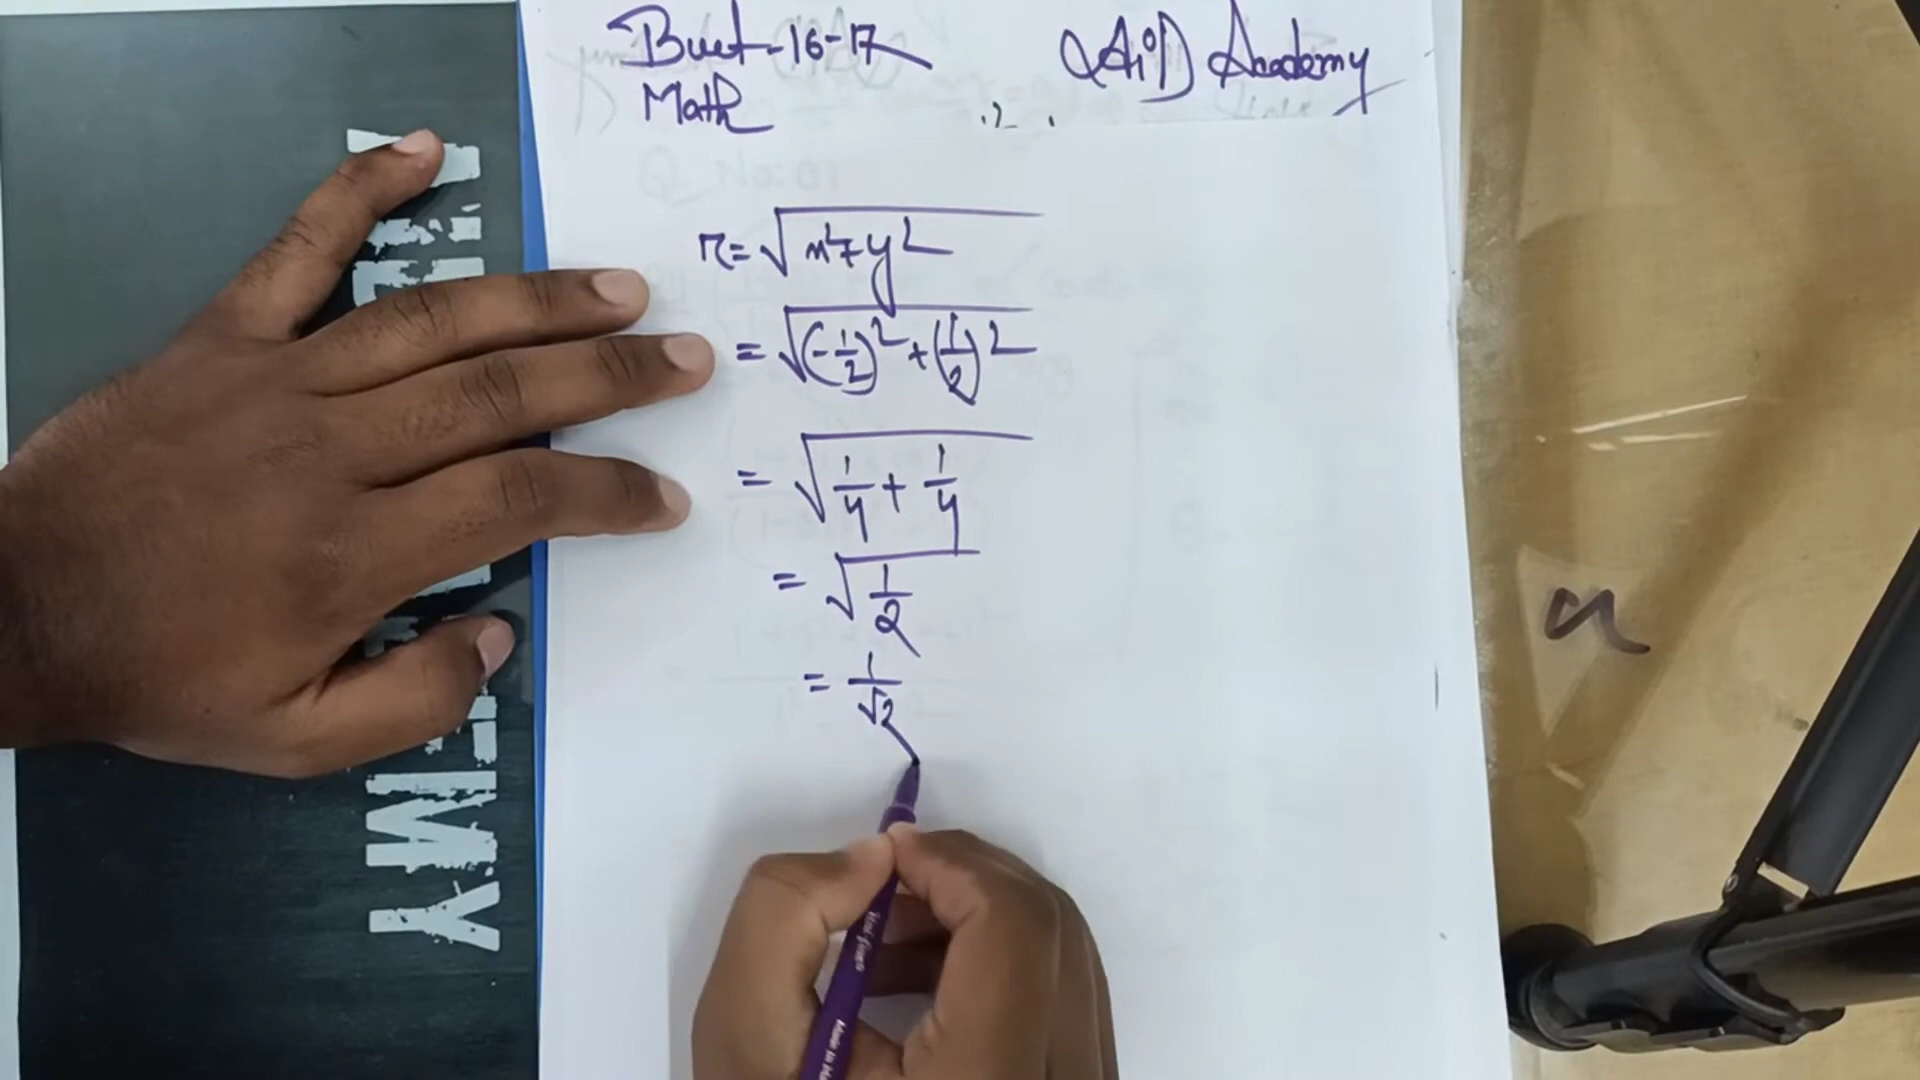 Buet-16-17
Math
Academy
r = √(x²+y²)
= √((-1/2)²+(1/2)²)
= √(1/4+1/4)
= √(1/2)
= 1/√2